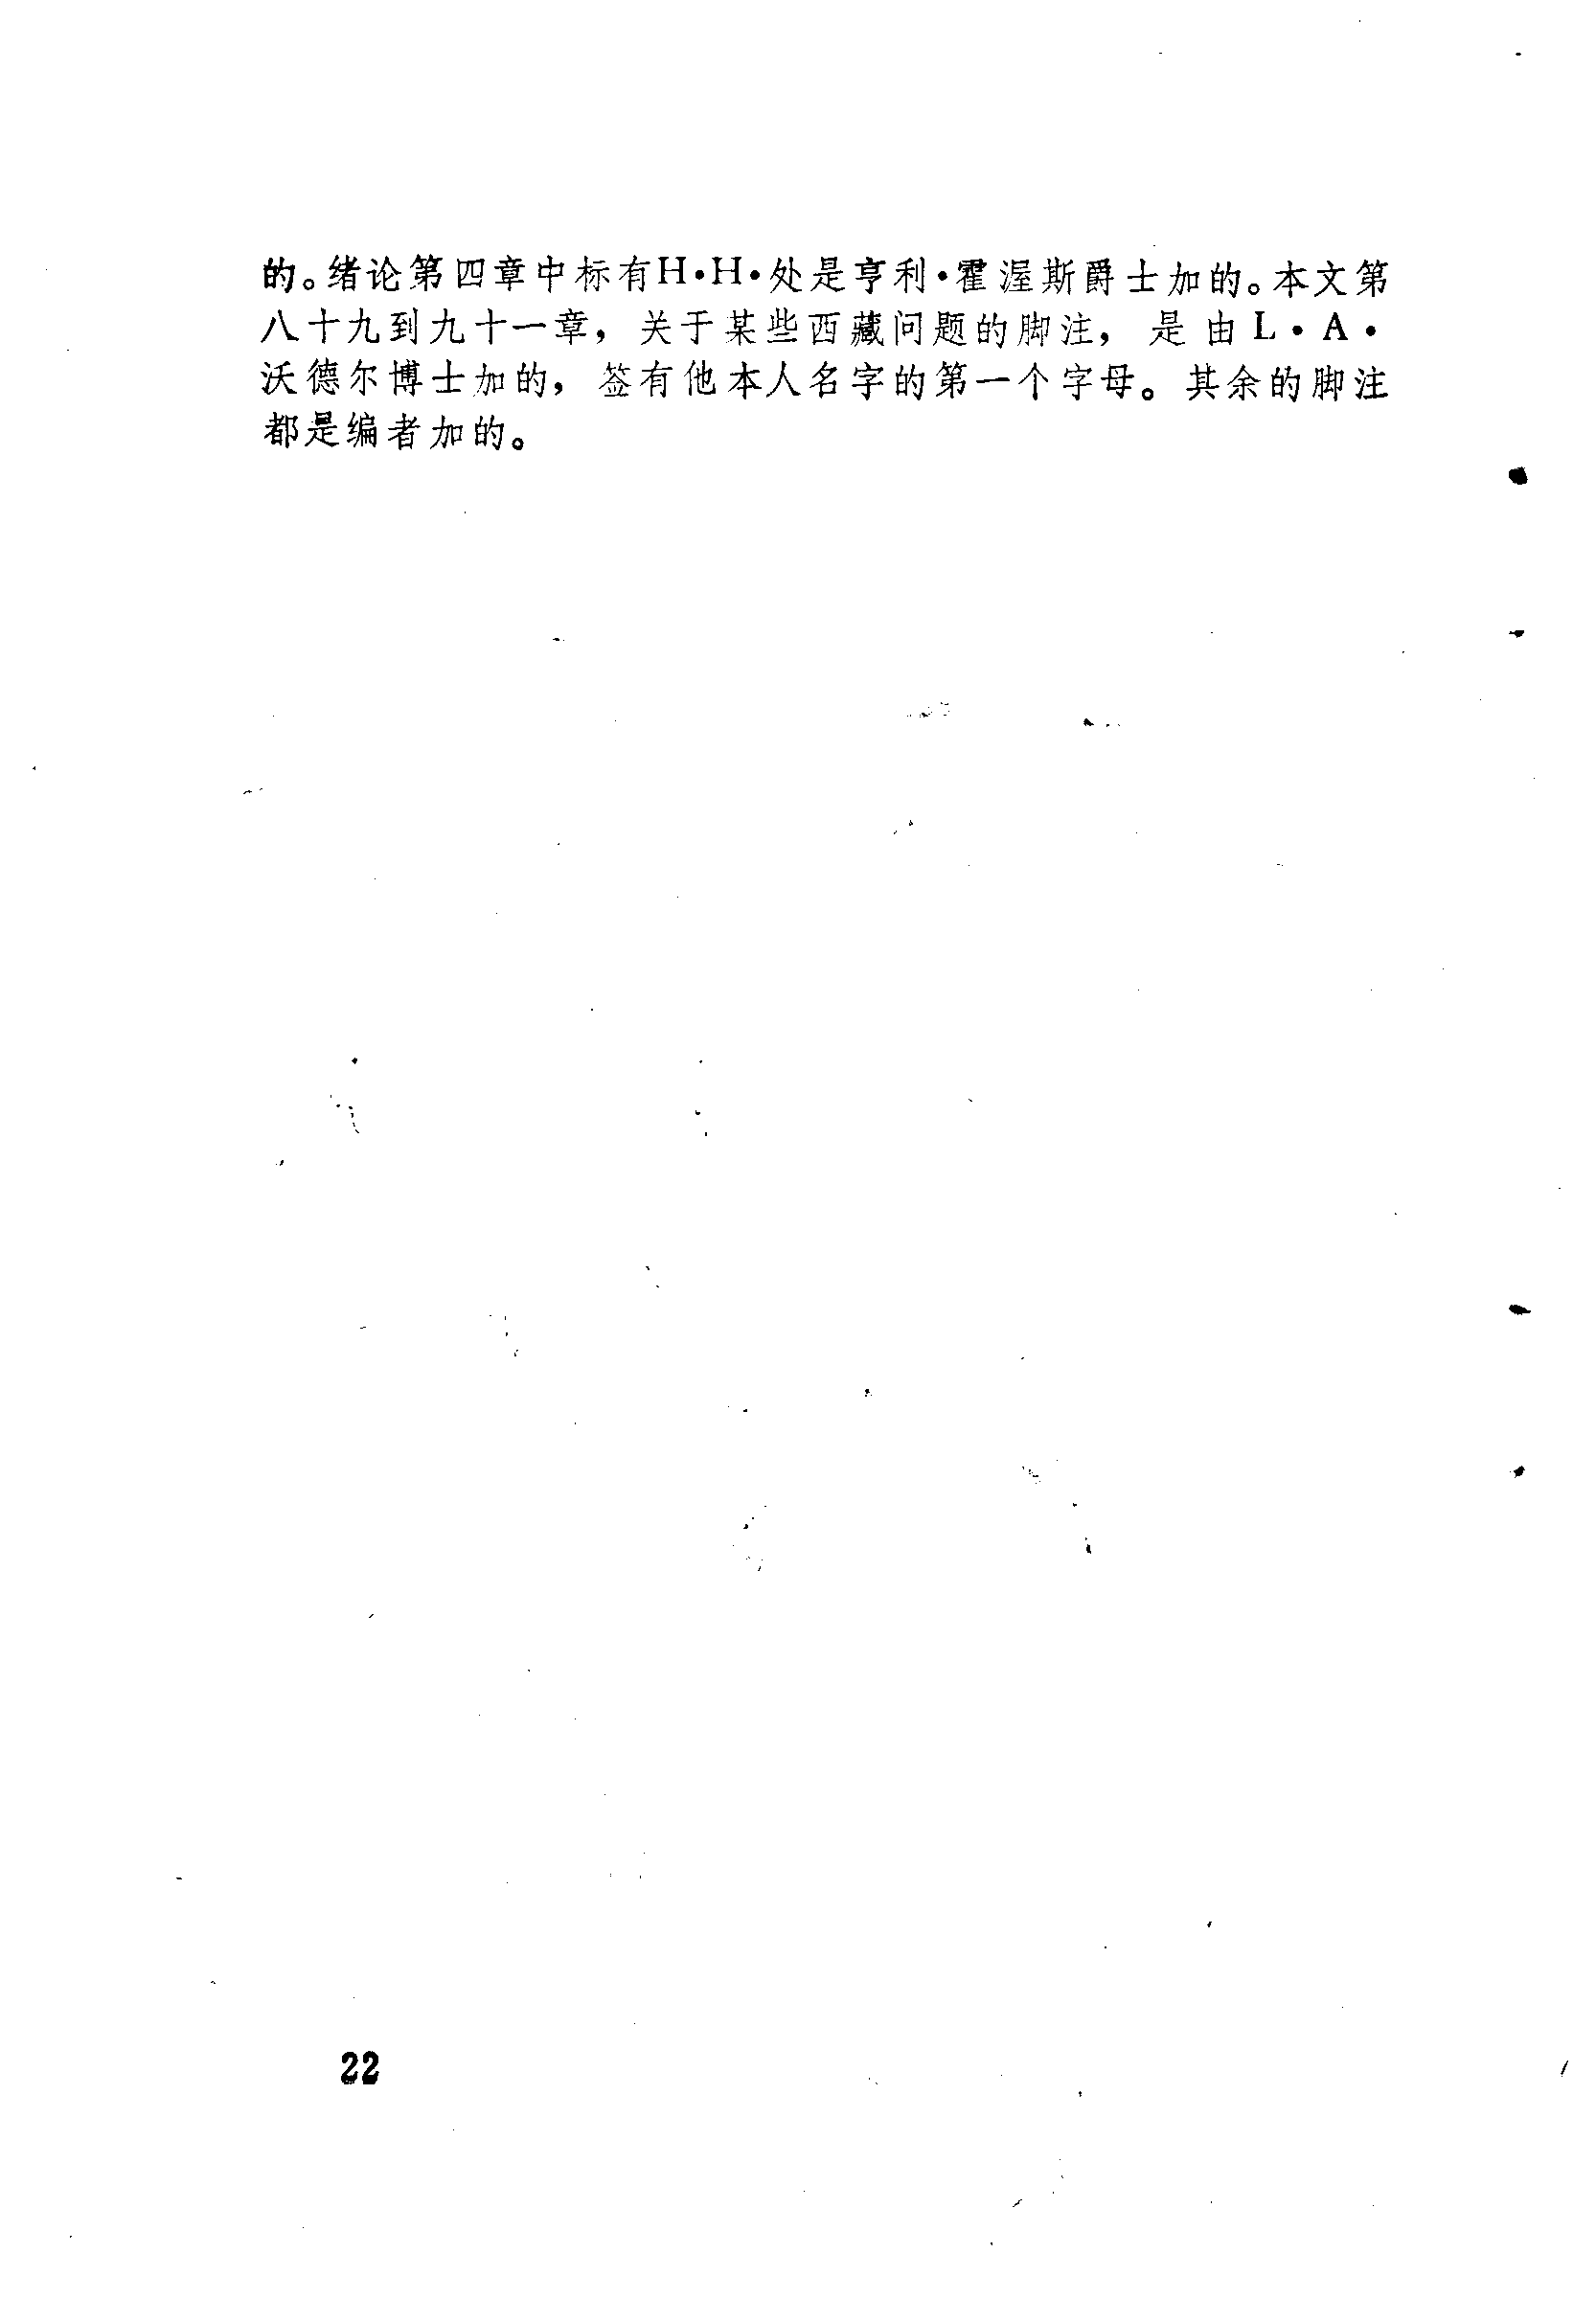 的。绪论第四章中标有H·H·处是亨利·霍渥斯爵士加的。本文第
八十九到九十一章，关于某些西藏问题的脚注，是由L·A·
沃德尔博士加的，签有他本人名字的第一个字母。其余的脚注
都是编者加的。
22